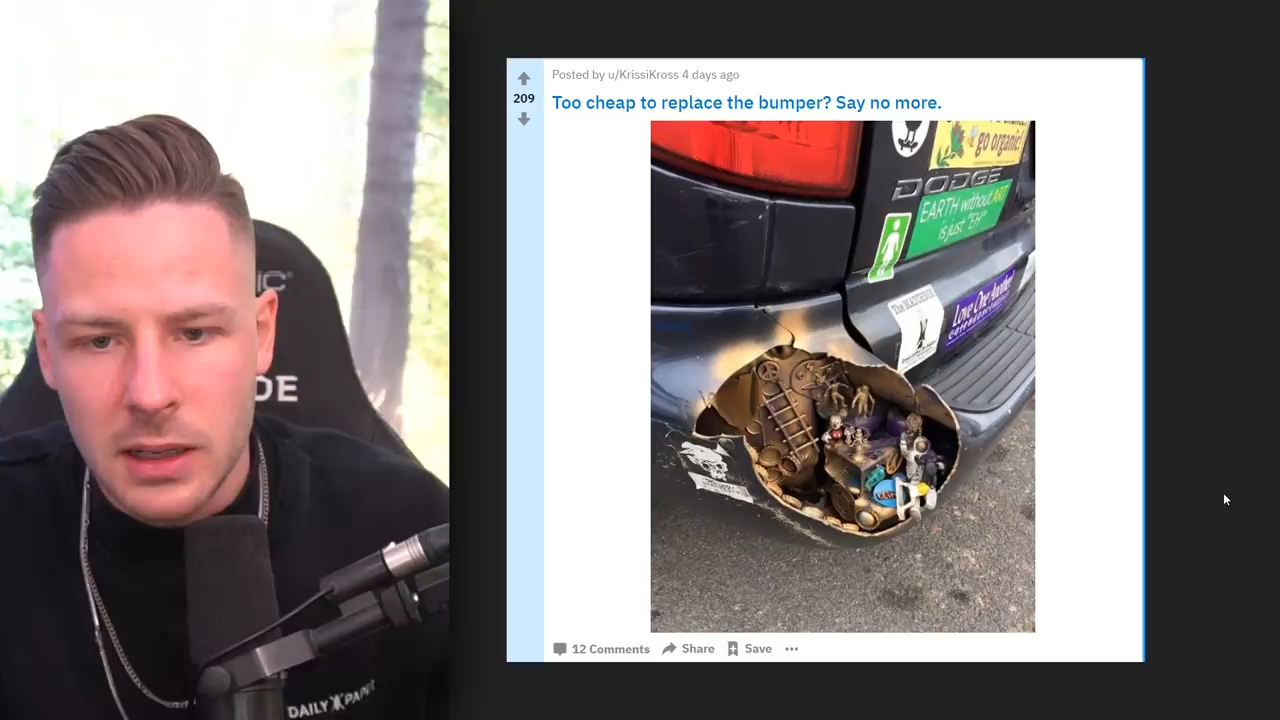 Posted by u/KrissiKross 4 days ago
209
Too cheap to replace the bumper? Say no more.
go organic!
DODGE
EARTH without ART
is just "EH"
Love One Another
12 Comments
Share
Save
DAILY PAPER